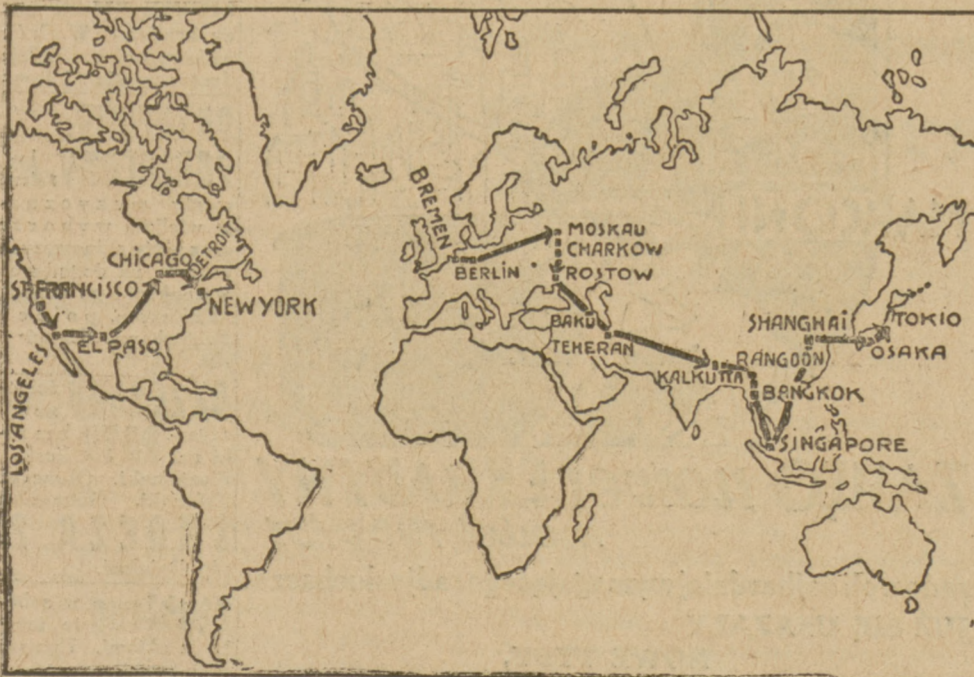 BREMEN
MOSKAU
CHARKOW
BERLIN
ROSTOW
CHICAGO
DETROIT
ST. FRANCISCO
NEWYORK
EL PASO
LOS ANGELES
BAKU
TEHERAN
SHANGHAI
TOKIO
OSAKA
RANGOON
KALKUTTA
BANGKOK
SINGAPORE